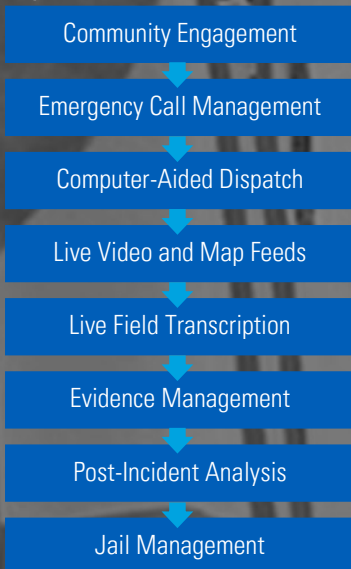 Community Engagement
Emergency Call Management
Computer-Aided Dispatch
Live Video and Map Feeds
Live Field Transcription
Evidence Management
Post-Incident Analysis
Jail Management